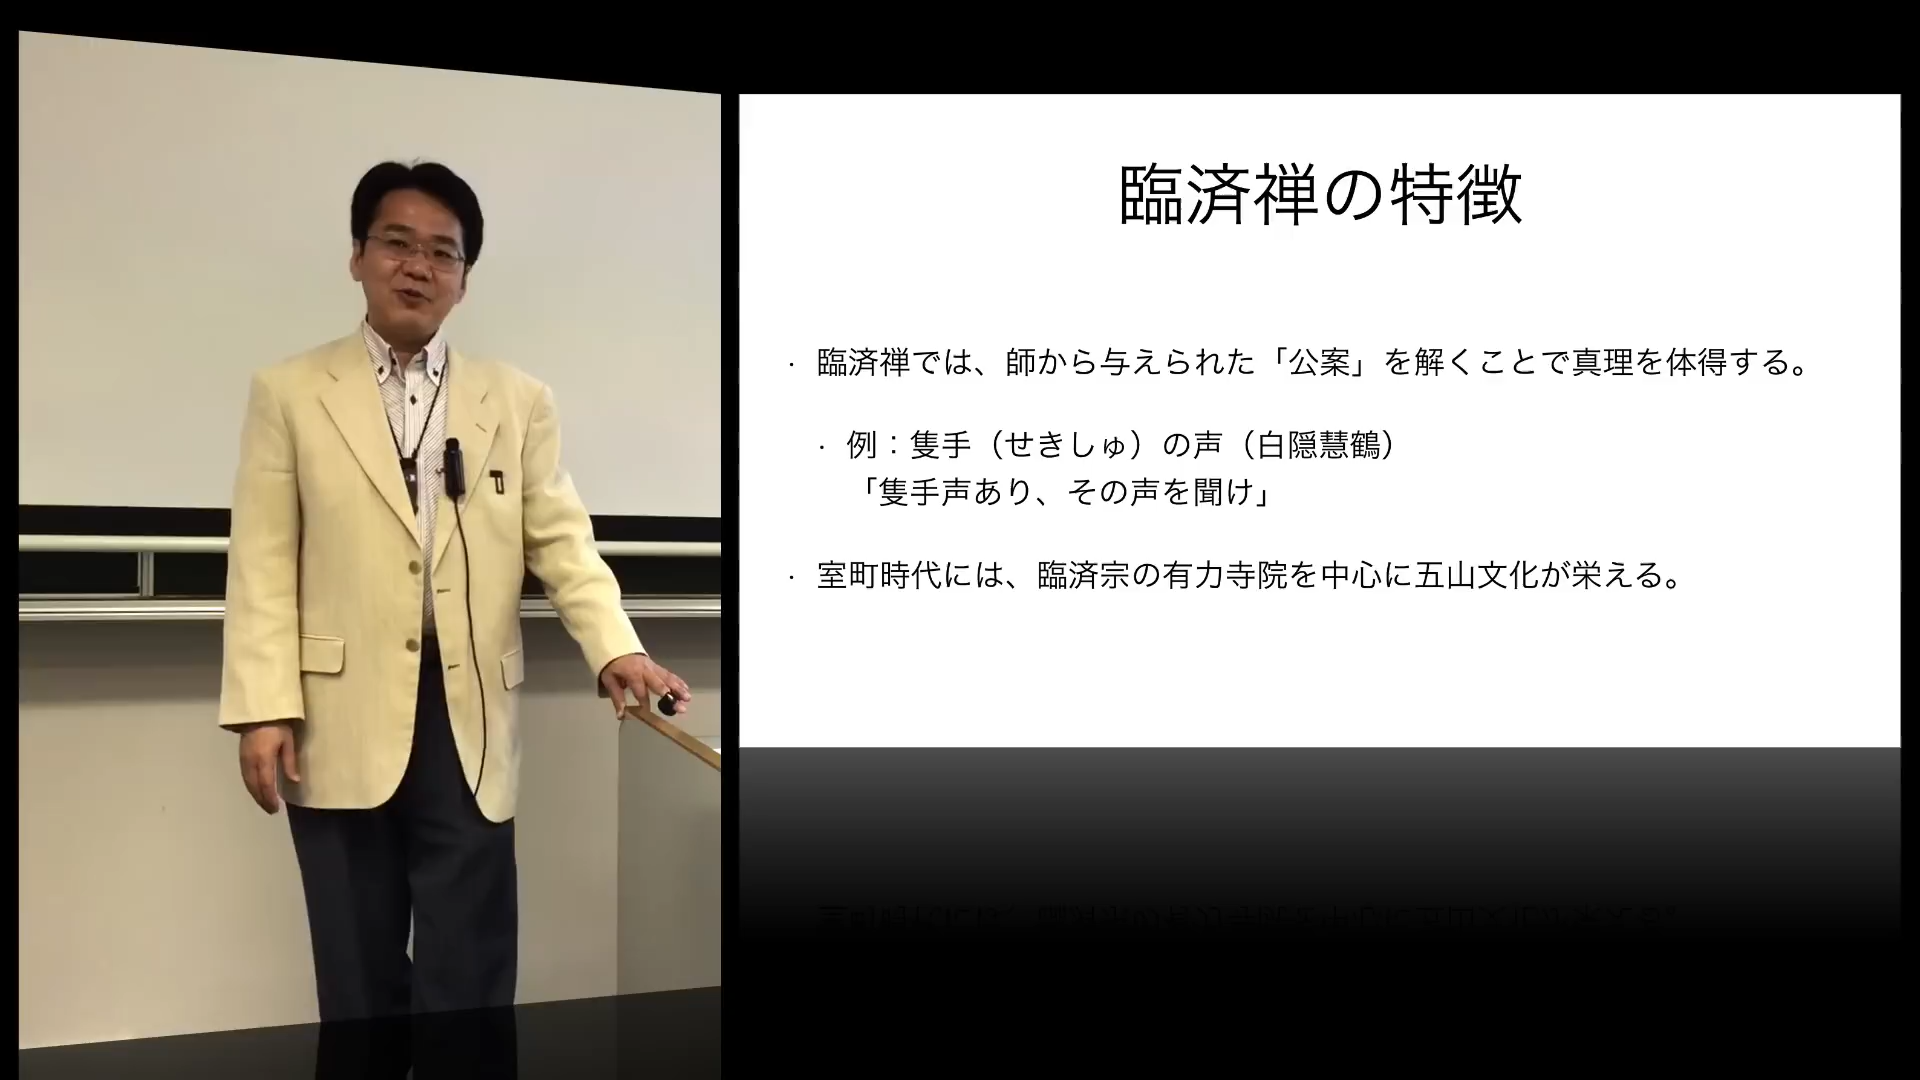 臨済禅の特徴
・臨済禅では、師から与えられた「公案」を解くことで真理を体得する。
・例：隻手（せきしゅ）の声（白隠慧鶴）
「隻手声あり、その声を聞け」
・室町時代には、臨済宗の有力寺院を中心に五山文化が栄える。